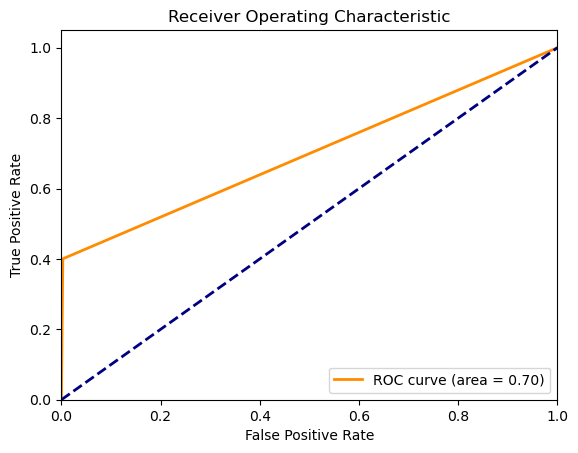 Receiver Operating Characteristic
1.0
0.8
0.6
0.4
0.2
0.0
True Positive Rate
ROC curve (area = 0.70)
0.0 0.2 0.4 0.6 0.8 1.0
False Positive Rate